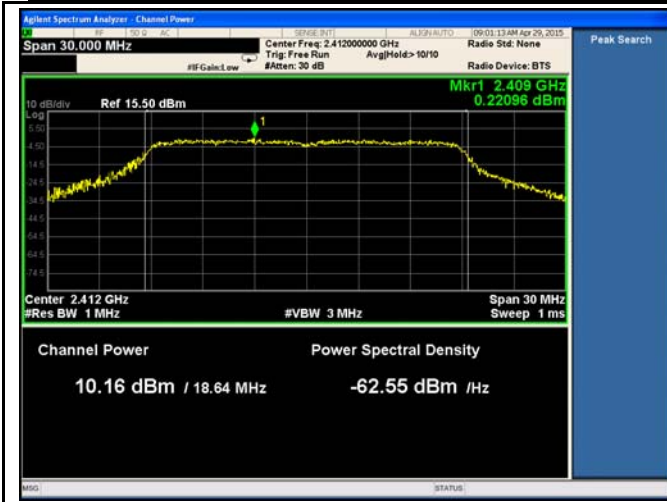 Agilent Spectrum Analyzer - Channel Power
RF 50 Ω AC SENSE:INT ALIGN AUTO 09:01:13 AM Apr 29, 2015
Span 30.000 MHz Center Freq: 2.412000000 GHz Radio Std: None Peak Search
Trig: Free Run Avg|Hold:> 10/10
#IFGain:Low #Atten: 30 dB Radio Device: BTS
Mkr1 2.409 GHz
10 dB/div Ref 15.50 dBm 0.22096 dBm
Log
1
5.50
-4.50
-14.5
-24.5
-34.5
-44.5
-54.5
-64.5
-74.5
Center 2.412 GHz Span 30 MHz
#Res BW 1 MHz #VBW 3 MHz Sweep 1 ms
Channel Power Power Spectral Density
10.16 dBm / 18.64 MHz -62.55 dBm /Hz
MSG STATUS